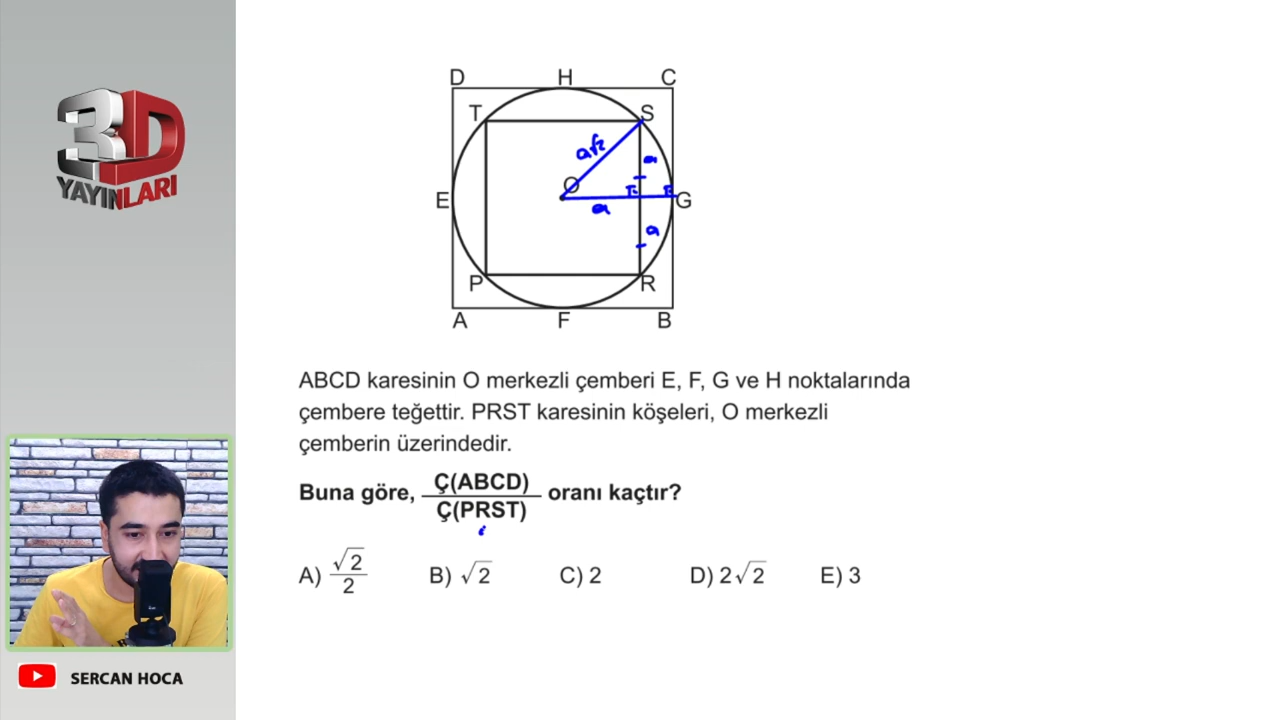 3D
YAYINLARI
D H C
T S
a√2
a
O
E G
a
a
P R
A F B
ABCD karesinin O merkezli çemberi E, F, G ve H noktalarında
çembere teğettir. PRST karesinin köşeleri, O merkezli
çemberin üzerindedir.
Buna göre, Ç(ABCD)/Ç(PRST) oranı kaçtır?
A) √2/2 B) √2 C) 2 D) 2√2 E) 3
SERCAN HOCA